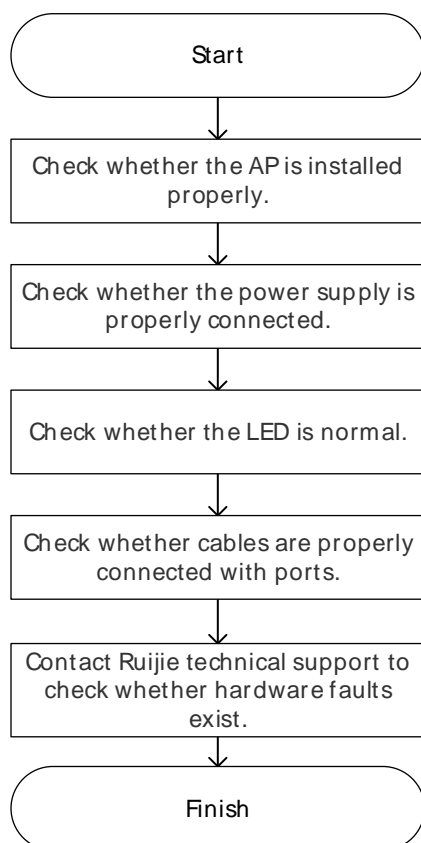 Start
Check whether the AP is installed
properly.
Check whether the power supply is
properly connected.
Check whether the LED is normal.
Check whether cables are properly
connected with ports.
Contact Ruijie technical support to
check whether hardware faults
exist.
Finish